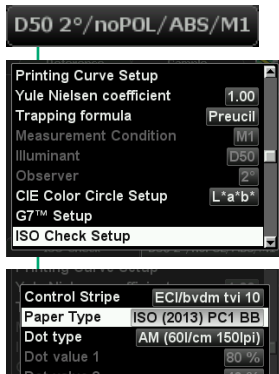 D50 2°/noPOL/ABS/M1
Printing Curve Setup
Yule Nielsen coefficient 1.00
Trapping formula Preucil
Measurement Condition M1
Illuminant D50
Observer 2°
CIE Color Circle Setup L*a*b*
G7™ Setup
ISO Check Setup
Control Stripe ECI/bvdm tvi 10
Paper Type ISO (2013) PC1 BB
Dot type AM (60l/cm 150lpi)
Dot value 1 80 %